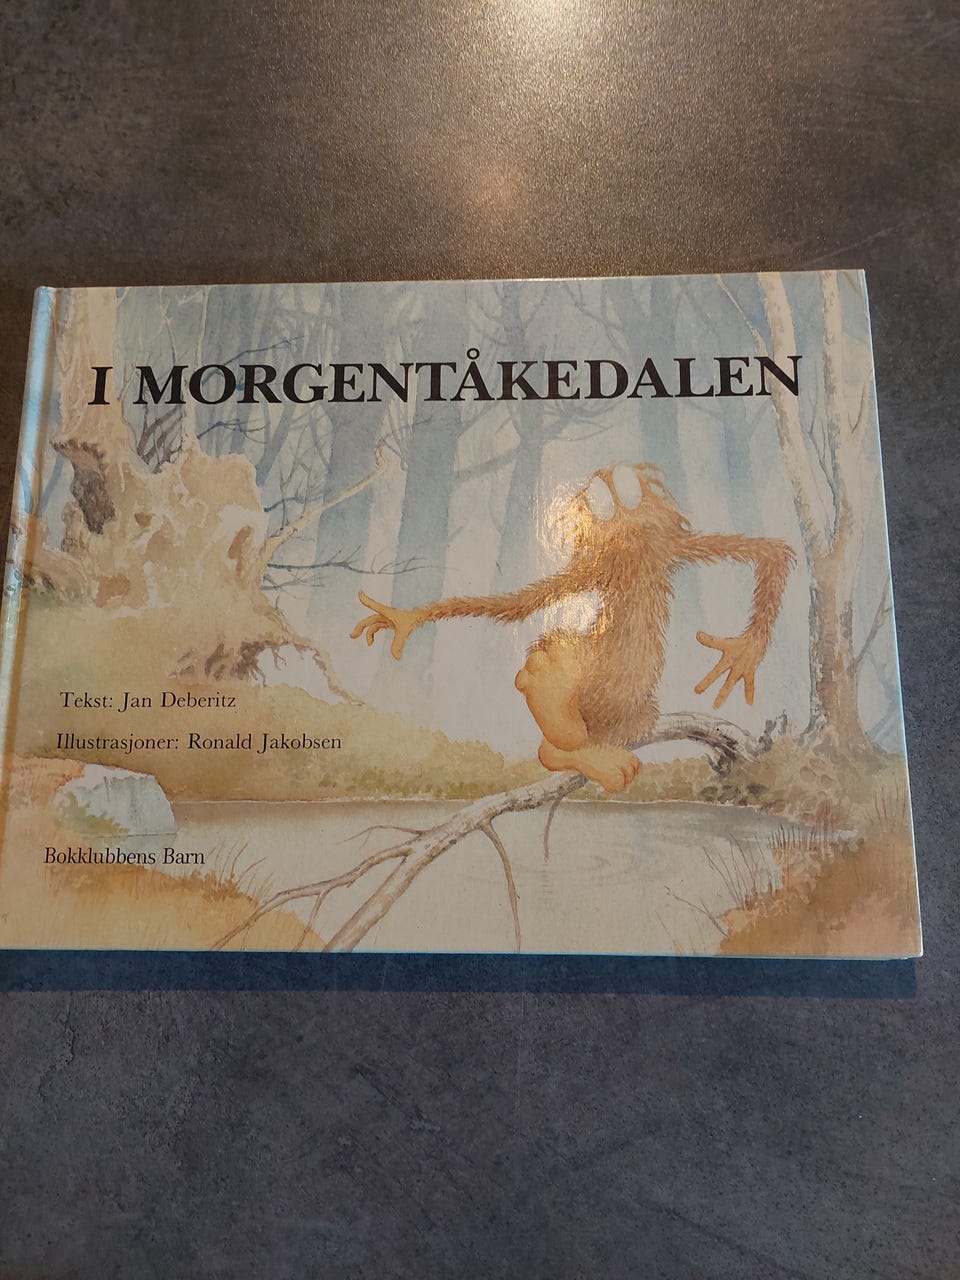 I MORGENTÅKEDALEN
Tekst: Jan Deberitz
Illustrasjoner: Ronald Jakobsen
Bokklubbens Barn